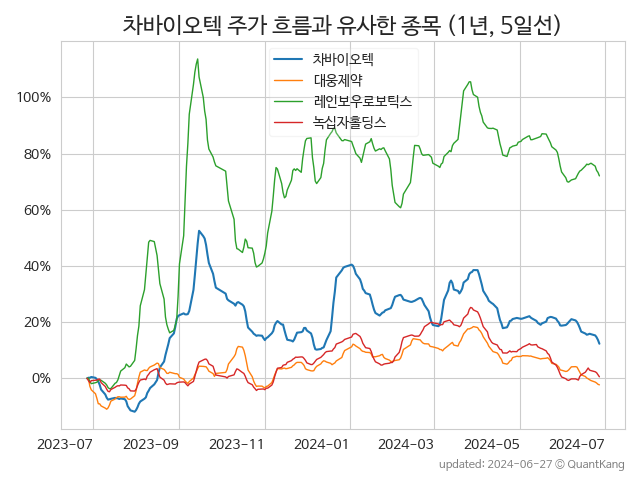 차바이오텍 주가 흐름과 유사한 종목 (1년, 5일선)
차바이오텍
대웅제약
레인보우로보틱스
녹십자홀딩스
100%
80%
60%
40%
20%
0%
2023-07 2023-09 2023-11 2024-01 2024-03 2024-05 2024-07
updated: 2024-06-27 © QuantKang